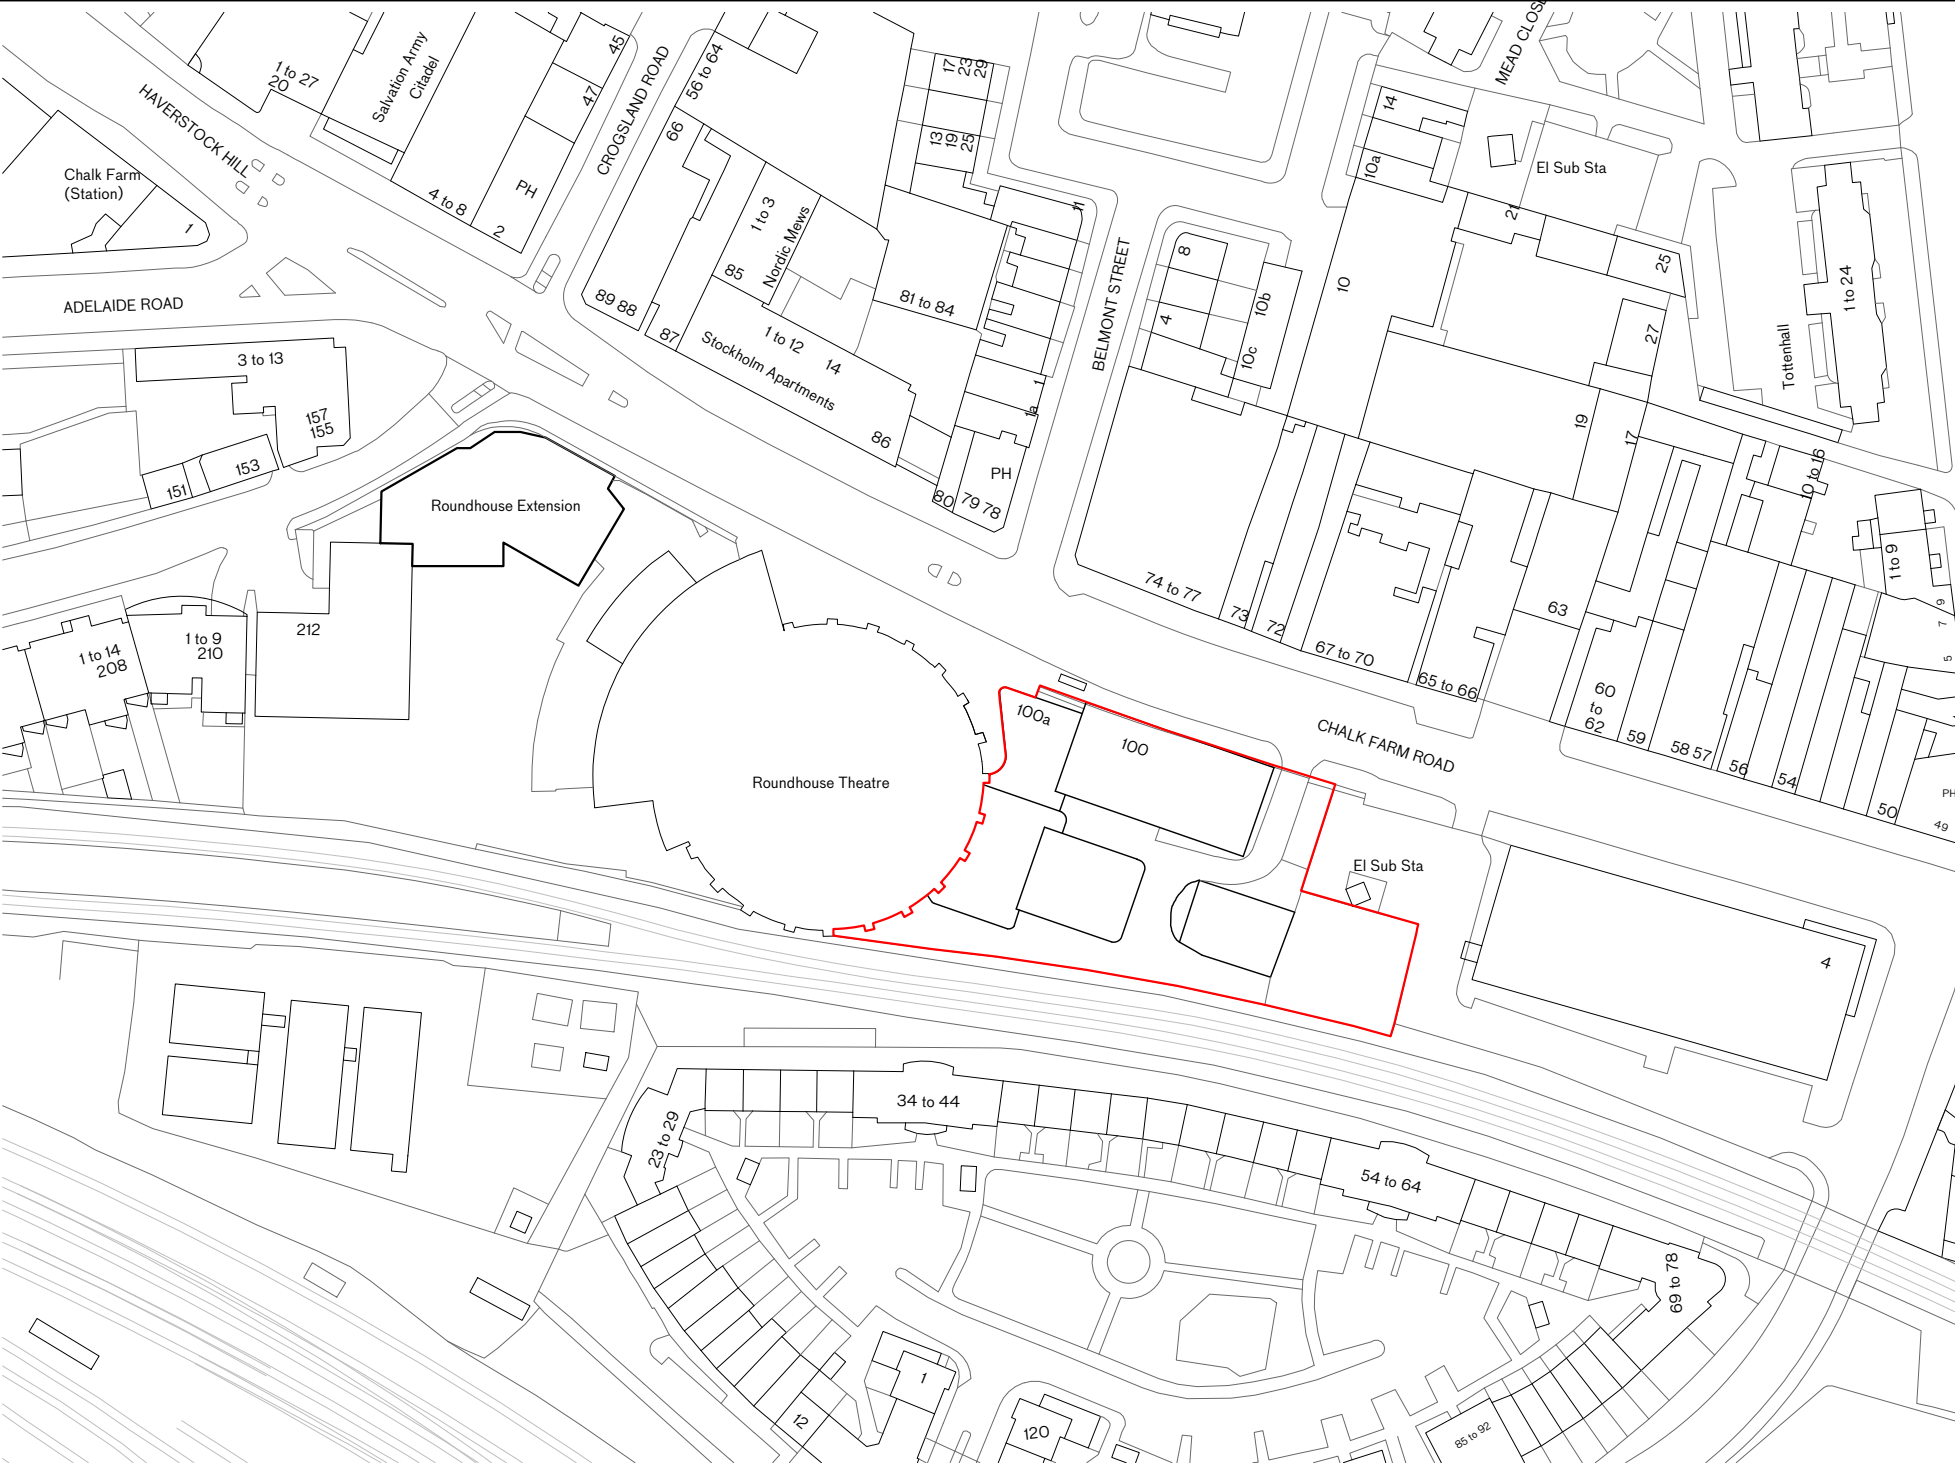 1 to 27
20
Salvation Army
Citadel
45
47
CROGSLAND ROAD
56 to 64
66
17
23
29
13
19
25
MEAD CLOSE
14
10a
El Sub Sta
HAVERSTOCK HILL
Chalk Farm
(Station)
1
4 to 8
PH
2
1 to 3
Nordic Mews
85
11
BELMONT STREET
8
4
10b
10c
10
21
25
27
1 to 24
Tottenhall
ADELAIDE ROAD
89 88
87
81 to 84
1 to 12
14
Stockholm Apartments
86
1
1a
PH
80
79 78
3 to 13
157
155
153
151
Roundhouse Extension
19
17
10 to 16
1 to 9
9
7
5
74 to 77
73
72
67 to 70
65 to 66
63
60
to
62
59
58 57
56
54
50
PH
49
1 to 14
208
1 to 9
210
212
100a
100
CHALK FARM ROAD
Roundhouse Theatre
El Sub Sta
4
34 to 44
23 to 29
54 to 64
69 to 78
1
12
120
85 to 92